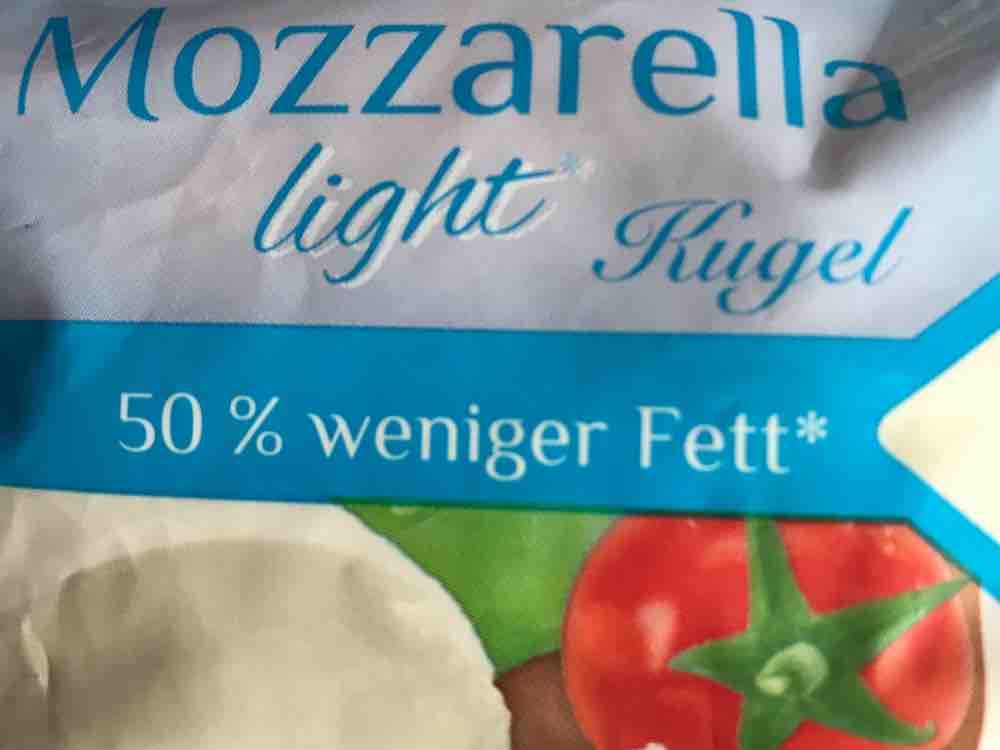 Mozzarella
light* Kugel
50 % weniger Fett*